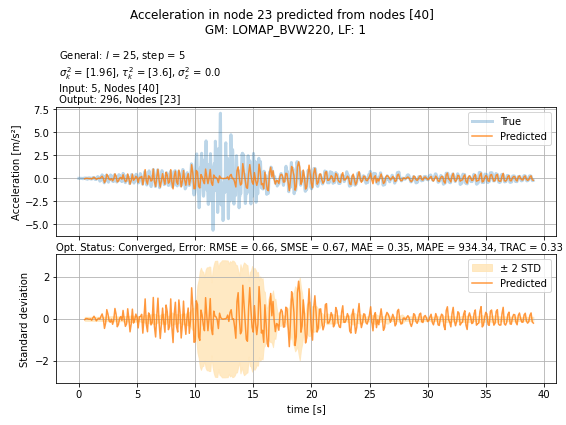 Acceleration in node 23 predicted from nodes [40]
GM: LOMAP_BVW220, LF: 1
General: l = 25, step = 5
σ²ₖ = [1.96], τ²ₖ = [3.6], σ²ε = 0.0
Input: 5, Nodes [40]
Output: 296, Nodes [23]
Acceleration [m/s²]
7.5
5.0
2.5
0.0
−2.5
−5.0
True
Predicted
Opt. Status: Converged, Error: RMSE = 0.66, SMSE = 0.67, MAE = 0.35, MAPE = 934.34, TRAC = 0.33
Standard deviation
2
0
−2
± 2 STD
Predicted
0 5 10 15 20 25 30 35 40
time [s]